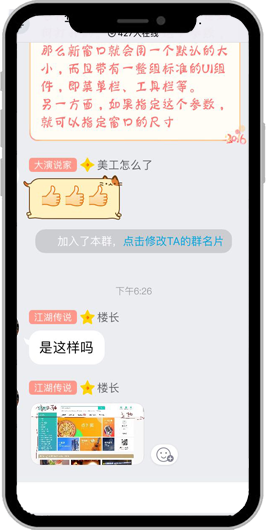 427人在线
那么新窗口就会用一个默认的大
小，而且带有一整组标准的UI组
件，即菜单栏、工具栏等。
另一方面，如果指定这个参数，
就可以指定窗口的尺寸
大演说家 美工怎么了
加入了本群，点击修改TA的群名片
下午6:26
江湖传说 楼长
是这样吗
江湖传说 楼长